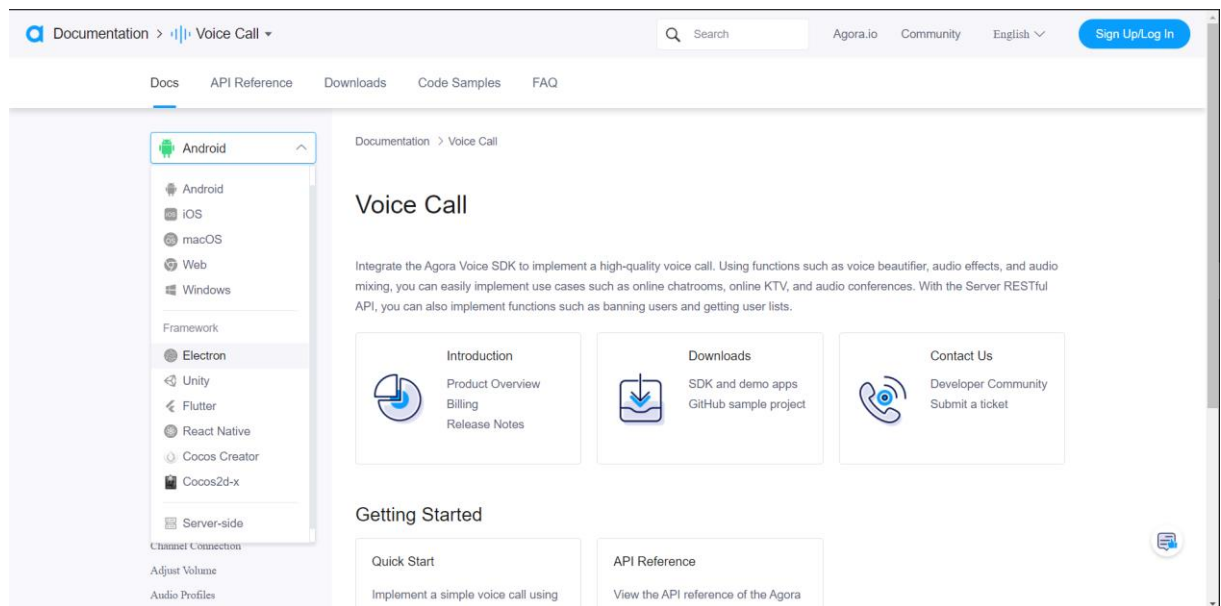 Documentation > Voice Call
Search
Agora.io
Community
English
Sign Up/Log In
Docs
API Reference
Downloads
Code Samples
FAQ
Android
Android
iOS
macOS
Web
Windows
Framework
Electron
Unity
Flutter
React Native
Cocos Creator
Cocos2d-x
Server-side
Channel Connection
Adjust Volume
Audio Profiles
Documentation > Voice Call
Voice Call
Integrate the Agora Voice SDK to implement a high-quality voice call. Using functions such as voice beautifier, audio effects, and audio
mixing, you can easily implement use cases such as online chatrooms, online KTV, and audio conferences. With the Server RESTful
API, you can also implement functions such as banning users and getting user lists.
Introduction
Product Overview
Billing
Release Notes
Downloads
SDK and demo apps
GitHub sample project
Contact Us
Developer Community
Submit a ticket
Getting Started
Quick Start
Implement a simple voice call using
API Reference
View the API reference of the Agora